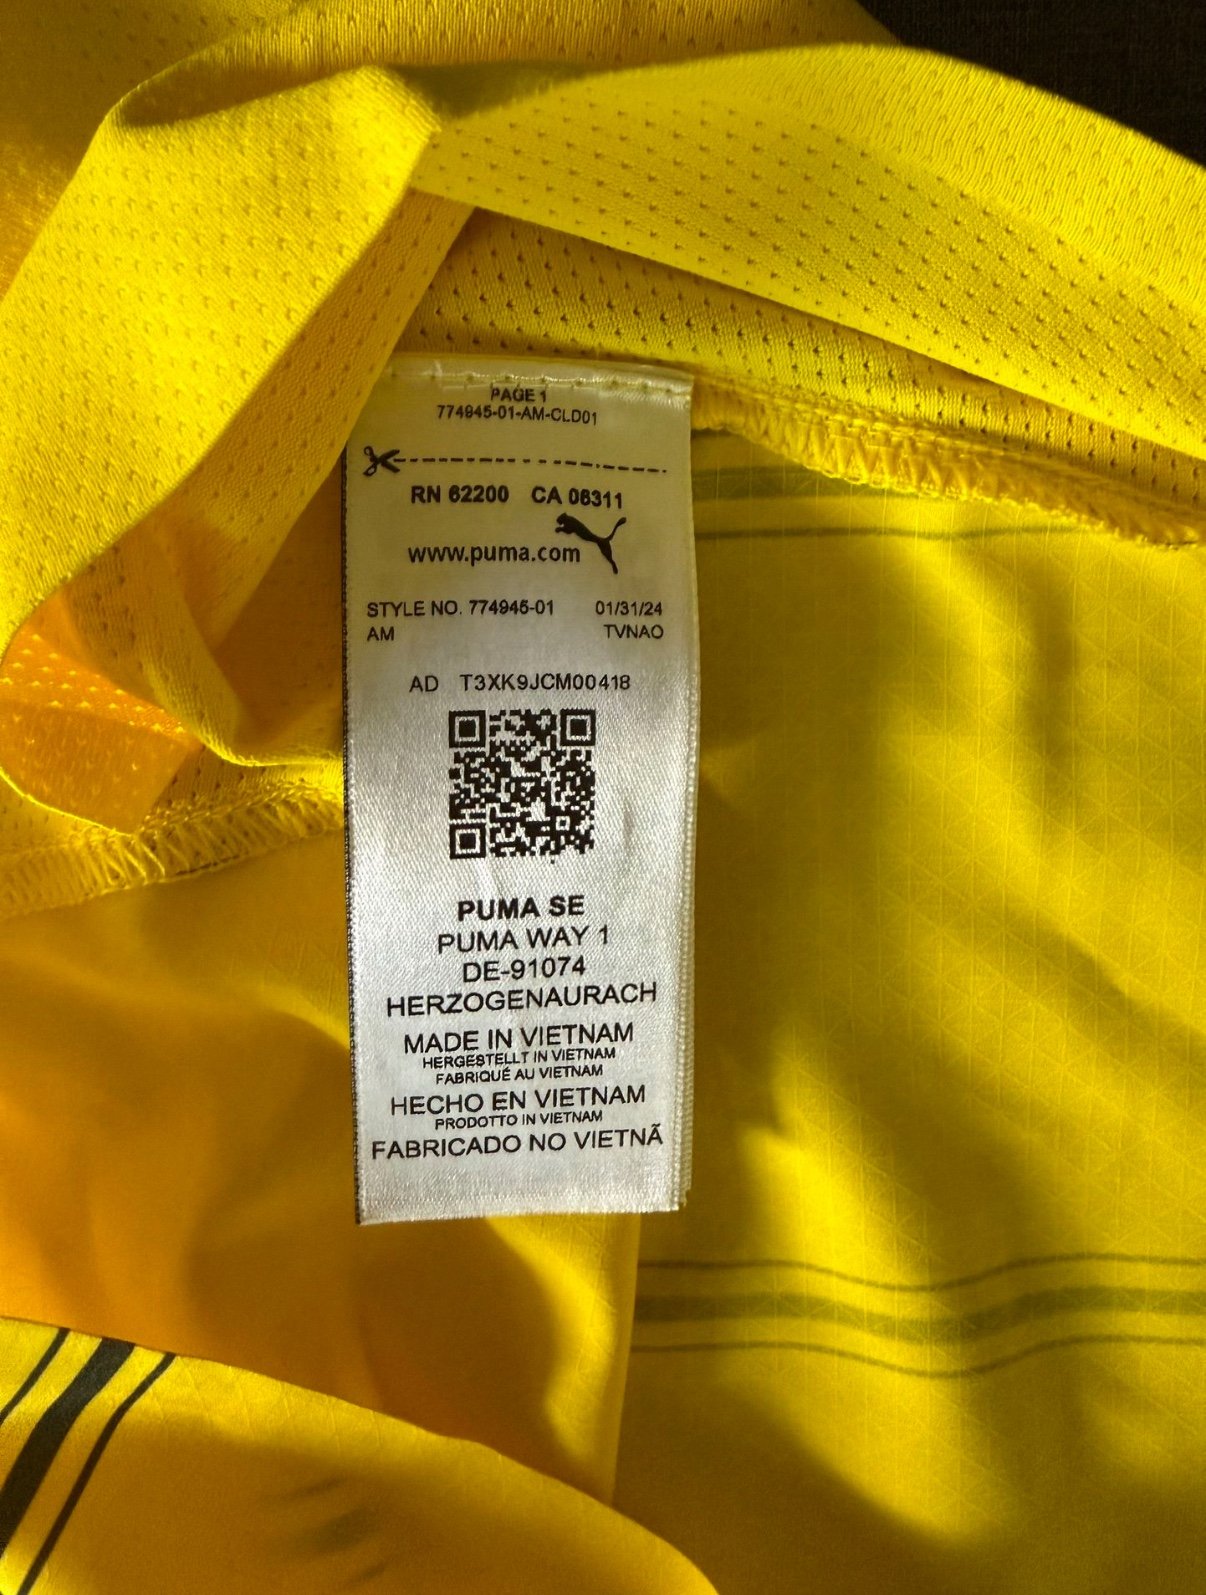 PAGE 1
774945-01-AM-CLD01
RN 62200 CA 06311
www.puma.com
STYLE NO. 774945-01 01/31/24
AM TVNAO
AD T3XK9JCM00418
PUMA SE
PUMA WAY 1
DE-91074
HERZOGENAURACH
MADE IN VIETNAM
HERGESTELLT IN VIETNAM
FABRIQUÉ AU VIETNAM
HECHO EN VIETNAM
PRODOTTO IN VIETNAM
FABRICADO NO VIETNÃ